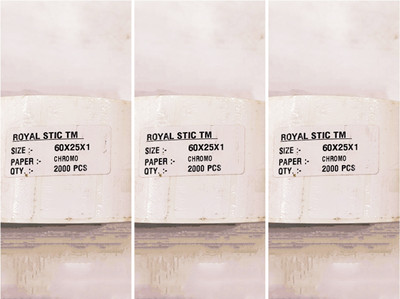 ROYAL STIC TM
SIZE :- 60X25X1
PAPER :- CHROMO
QTY :- 2000 PCS
ROYAL STIC TM
SIZE :- 60X25X1
PAPER :- CHROMO
QTY :- 2000 PCS
ROYAL STIC TM
SIZE :- 60X25X1
PAPER :- CHROMO
QTY :- 2000 PCS